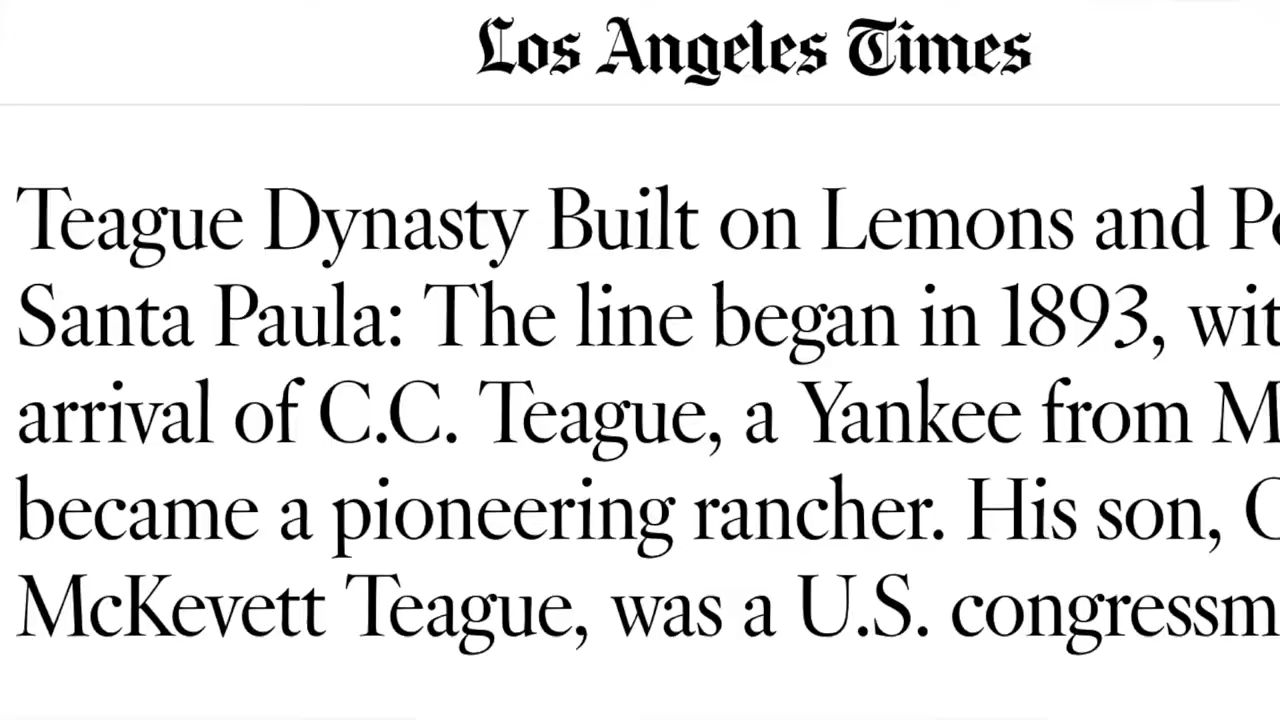 Los Angeles Times
Teague Dynasty Built on Lemons and
Santa Paula: The line began in 1893,
arrival of C.C. Teague, a Yankee from
became a pioneering rancher. His son,
McKevett Teague, was a U.S.